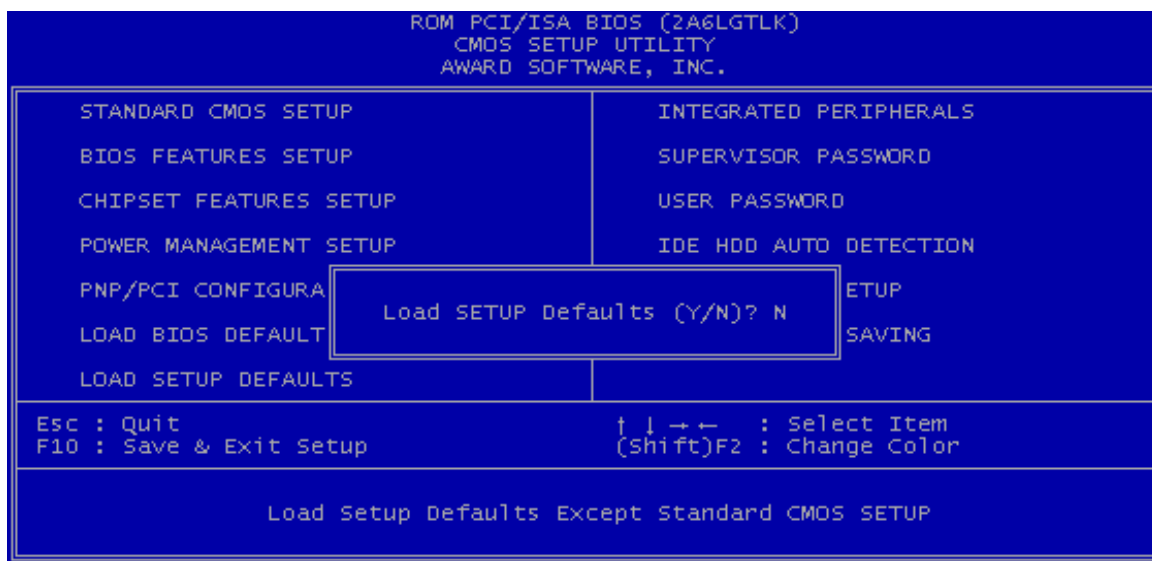 ROM PCI/ISA BIOS (2A6LGTLK)
CMOS SETUP UTILITY
AWARD SOFTWARE, INC.
STANDARD CMOS SETUP
BIOS FEATURES SETUP
CHIPSET FEATURES SETUP
POWER MANAGEMENT SETUP
PNP/PCI CONFIGURA
LOAD BIOS DEFAULT
LOAD SETUP DEFAULTS
INTEGRATED PERIPHERALS
SUPERVISOR PASSWORD
USER PASSWORD
IDE HDD AUTO DETECTION
ETUP
SAVING
Load SETUP Defaults (Y/N)? N
Esc : Quit
F10 : Save & Exit Setup
↑ ↓ → ← : Select Item
(Shift)F2 : Change Color
Load Setup Defaults Except Standard CMOS SETUP